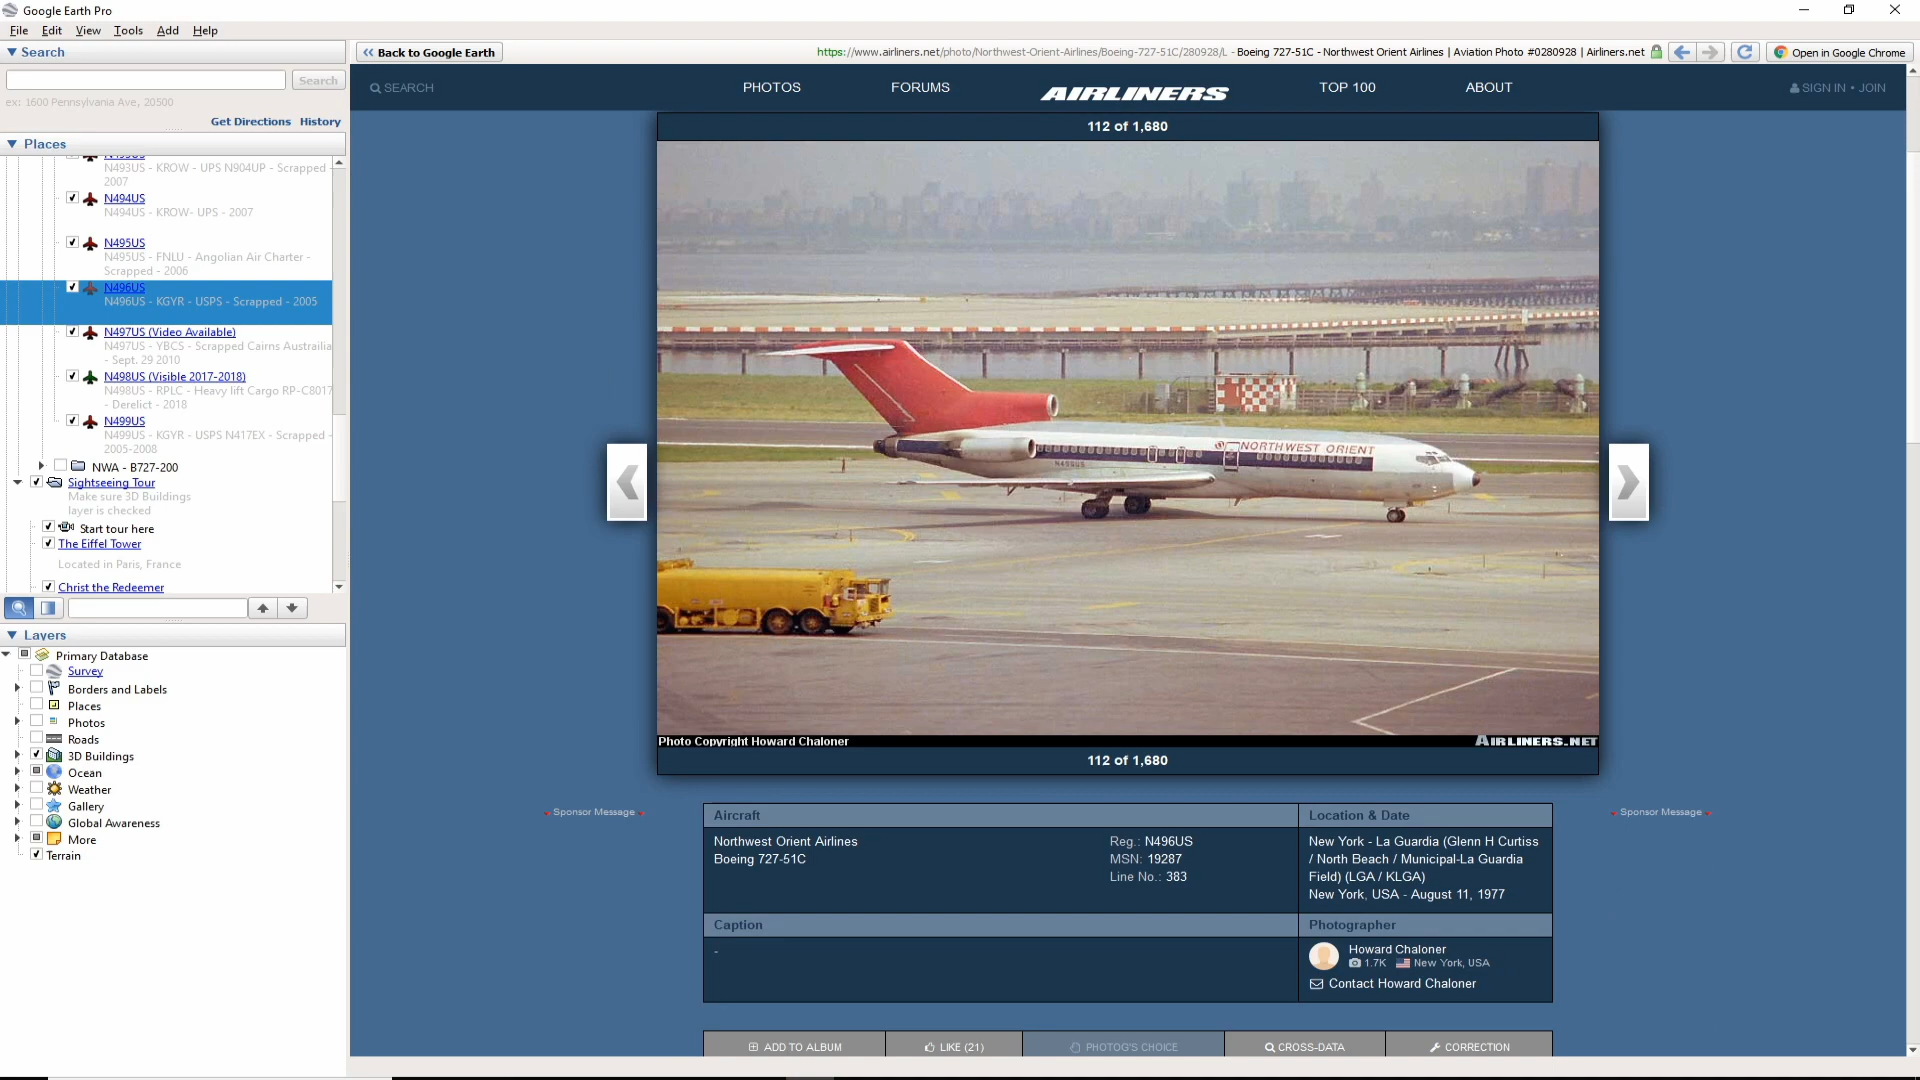 Google Earth Pro
File Edit View Tools Add Help
Search
Search
ex: 1600 Pennsylvania Ave, 20500
Get Directions History
Places
N493US
N493US - KROW - UPS N904UP - Scrapped -
2007
N494US
N494US - KROW- UPS - 2007
N495US
N495US - FNLU - Angolian Air Charter -
Scrapped - 2006
N496US
N496US - KGYR - USPS - Scrapped - 2005
N497US (Video Available)
N497US - YBCS - Scrapped Cairns Austrailia
- Sept. 29 2010
N498US (Visible 2017-2018)
N498US - RPLC - Heavy lift Cargo RP-C8017
- Derelict - 2018
N499US
N499US - KGYR - USPS N417EX - Scrapped -
2005-2008
NWA - B727-200
Sightseeing Tour
Make sure 3D Buildings
layer is checked
Start tour here
The Eiffel Tower
Located in Paris, France
Christ the Redeemer
Layers
Primary Database
Survey
Borders and Labels
Places
Photos
Roads
3D Buildings
Ocean
Weather
Gallery
Global Awareness
More
Terrain
Back to Google Earth
https://www.airliners.net/photo/Northwest-Orient-Airlines/Boeing-727-51C/280928/L - Boeing 727-51C - Northwest Orient Airlines | Aviation Photo #0280928 | Airliners.net
Open in Google Chrome
SEARCH
PHOTOS
FORUMS
AIRLINERS
TOP 100
ABOUT
SIGN IN • JOIN
112 of 1,680
NORTHWEST ORIENT
Photo Copyright Howard Chaloner
AIRLINERS.NET
112 of 1,680
Sponsor Message
Sponsor Message
Aircraft
Northwest Orient Airlines
Boeing 727-51C
Reg.: N496US
MSN: 19287
Line No.: 383
Location & Date
New York - La Guardia (Glenn H Curtiss
/ North Beach / Municipal-La Guardia
Field) (LGA / KLGA)
New York, USA - August 11, 1977
Caption
-
Photographer
Howard Chaloner
1.7K New York, USA
Contact Howard Chaloner
ADD TO ALBUM
LIKE (21)
PHOTOG'S CHOICE
CROSS-DATA
CORRECTION